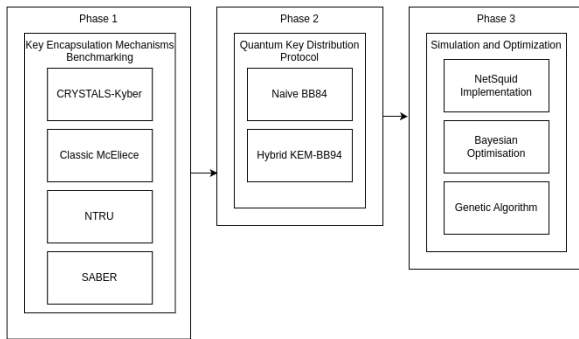 Phase 1
Key Encapsulation Mechanisms
Benchmarking
CRYSTALS-Kyber
Classic McEliece
NTRU
SABER
Phase 2
Quantum Key Distribution
Protocol
Naive BB84
Hybrid KEM-BB94
Phase 3
Simulation and Optimization
NetSquid
Implementation
Bayesian
Optimisation
Genetic Algorithm